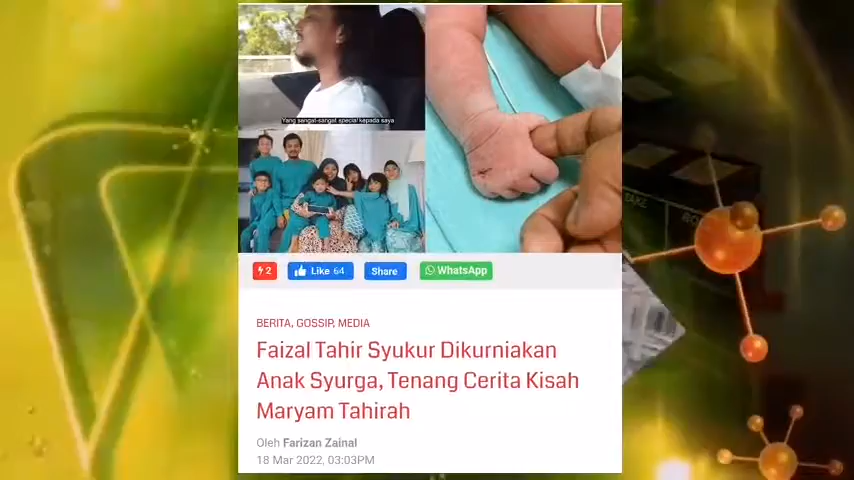 Yang sangat-sangat special kepada saya
2
Like 64
Share
WhatsApp
TAKE
BERITA, GOSSIP, MEDIA
Faizal Tahir Syukur Dikurniakan
Anak Syurga, Tenang Cerita Kisah
Maryam Tahirah
Oleh Farizan Zainal
18 Mar 2022, 03:03PM